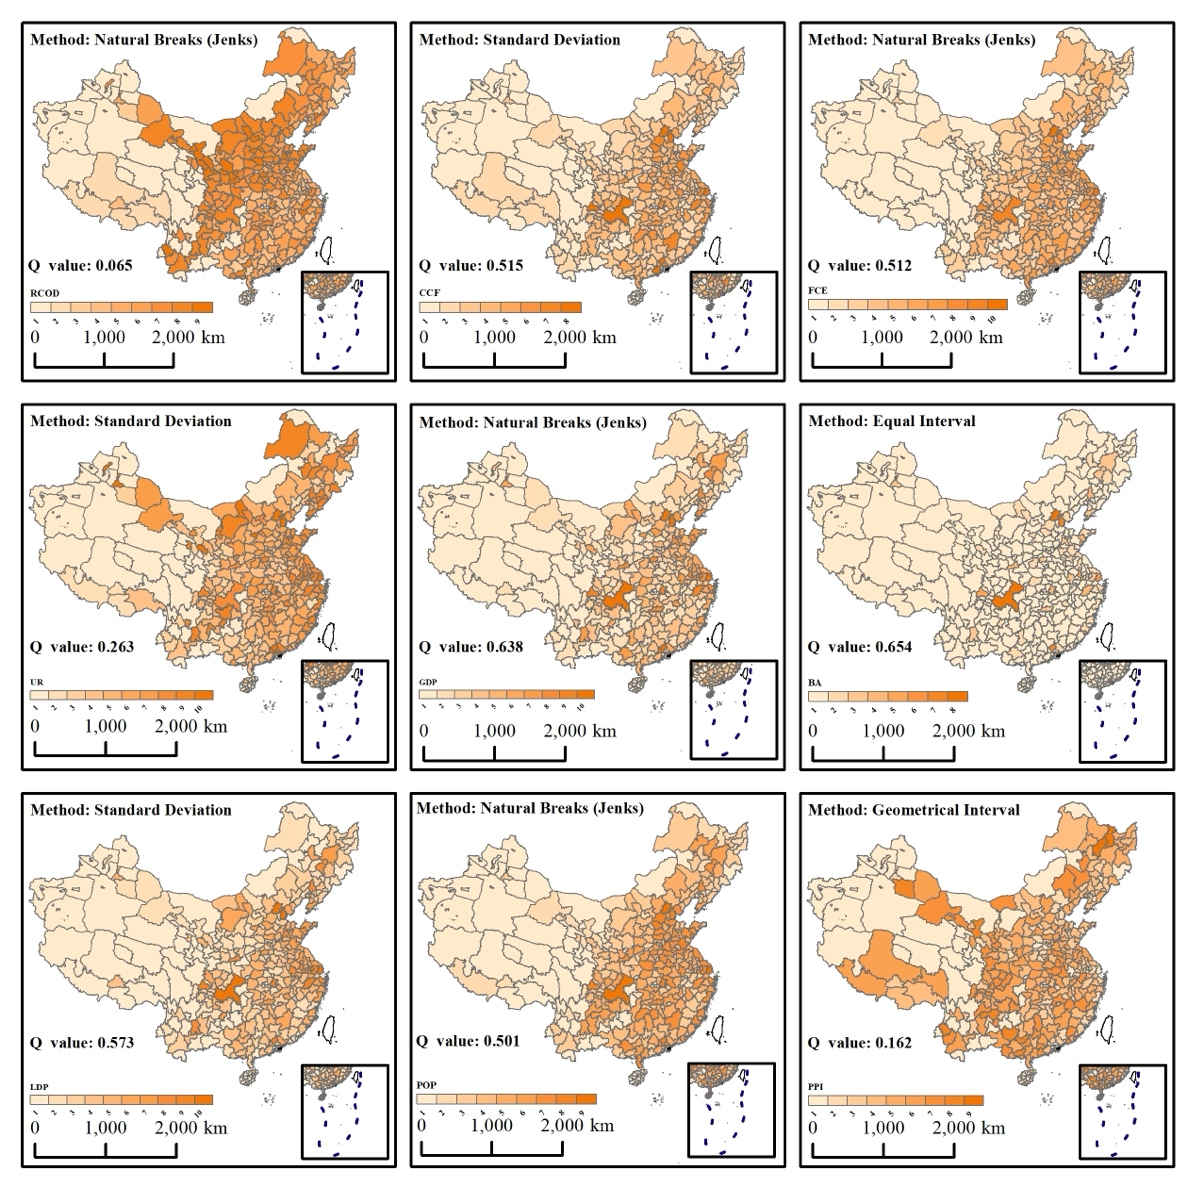 Method: Natural Breaks (Jenks)
Q value: 0.065
RCOD
1 2 3 4 5 6 7 8 9
0 1,000 2,000 km
Method: Standard Deviation
Q value: 0.515
CCF
1 2 3 4 5 6 7 8
0 1,000 2,000 km
Method: Natural Breaks (Jenks)
Q value: 0.512
FCE
1 2 3 4 5 6 7 8 9 10
0 1,000 2,000 km
Method: Standard Deviation
Q value: 0.263
UR
1 2 3 4 5 6 7 8 9 10
0 1,000 2,000 km
Method: Natural Breaks (Jenks)
Q value: 0.638
GDP
1 2 3 4 5 6 7 8 9 10
0 1,000 2,000 km
Method: Equal Interval
Q value: 0.654
BA
1 2 3 4 5 6 7 8
0 1,000 2,000 km
Method: Standard Deviation
Q value: 0.573
LDP
1 2 3 4 5 6 7 8 9 10
0 1,000 2,000 km
Method: Natural Breaks (Jenks)
Q value: 0.501
POP
1 2 3 4 5 6 7 8 9
0 1,000 2,000 km
Method: Geometrical Interval
Q value: 0.162
PPI
1 2 3 4 5 6 7 8 9
0 1,000 2,000 km